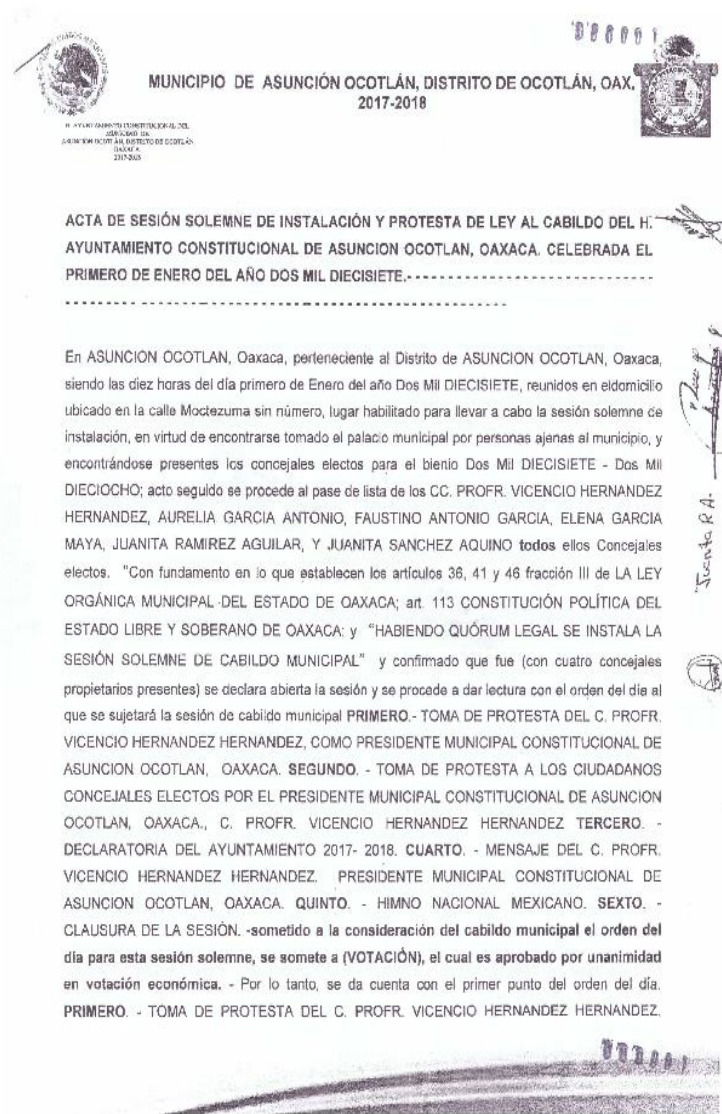 000001
MUNICIPIO DE ASUNCIÓN OCOTLÁN, DISTRITO DE OCOTLÁN, OAX.
2017-2018
H. AYUNTAMIENTO CONSTITUCIONAL DEL
MUNICIPIO DE
ASUNCIÓN OCOTLÁN, DISTRITO DE OCOTLÁN
OAXACA
2017-2018
ACTA DE SESIÓN SOLEMNE DE INSTALACIÓN Y PROTESTA DE LEY AL CABILDO DEL H.
AYUNTAMIENTO CONSTITUCIONAL DE ASUNCION OCOTLAN, OAXACA. CELEBRADA EL
PRIMERO DE ENERO DEL AÑO DOS MIL DIECISIETE.- - - - - - - - - - - - - - - - - - - - - - - - - - - -
- - - - - - - - - - - - - - - - - - - - - - - - - - - - - - - - - - - - - - - - - - - - - - - - - -
En ASUNCION OCOTLAN, Oaxaca, perteneciente al Distrito de ASUNCION OCOTLAN, Oaxaca,
siendo las diez horas del día primero de Enero del año Dos Mil DIECISIETE, reunidos en eldomicilio
ubicado en la calle Moctezuma sin número, lugar habilitado para llevar a cabo la sesión solemne de
instalación, en virtud de encontrarse tomado el palacio municipal por personas ajenas al municipio, y
encontrándose presentes los concejales electos para el bienio Dos Mil DIECISIETE - Dos Mil
DIECIOCHO; acto seguido se procede al pase de lista de los CC. PROFR. VICENCIO HERNANDEZ
HERNANDEZ, AURELIA GARCIA ANTONIO, FAUSTINO ANTONIO GARCIA, ELENA GARCIA
MAYA, JUANITA RAMIREZ AGUILAR, Y JUANITA SANCHEZ AQUINO todos ellos Concejales
electos. "Con fundamento en lo que establecen los artículos 36, 41 y 46 fracción III de LA LEY
ORGÁNICA MUNICIPAL DEL ESTADO DE OAXACA; art. 113 CONSTITUCIÓN POLÍTICA DEL
ESTADO LIBRE Y SOBERANO DE OAXACA: y "HABIENDO QUÓRUM LEGAL SE INSTALA LA
SESIÓN SOLEMNE DE CABILDO MUNICIPAL" y confirmado que fue (con cuatro concejales
propietarios presentes) se declara abierta la sesión y se procede a dar lectura con el orden del día al
que se sujetará la sesión de cabildo municipal PRIMERO.- TOMA DE PROTESTA DEL C. PROFR.
VICENCIO HERNANDEZ HERNANDEZ, COMO PRESIDENTE MUNICIPAL CONSTITUCIONAL DE
ASUNCION OCOTLAN, OAXACA. SEGUNDO. - TOMA DE PROTESTA A LOS CIUDADANOS
CONCEJALES ELECTOS POR EL PRESIDENTE MUNICIPAL CONSTITUCIONAL DE ASUNCION
OCOTLAN, OAXACA., C. PROFR. VICENCIO HERNANDEZ HERNANDEZ TERCERO. -
DECLARATORIA DEL AYUNTAMIENTO 2017- 2018. CUARTO. - MENSAJE DEL C. PROFR.
VICENCIO HERNANDEZ HERNANDEZ. PRESIDENTE MUNICIPAL CONSTITUCIONAL DE
ASUNCION OCOTLAN, OAXACA. QUINTO. - HIMNO NACIONAL MEXICANO. SEXTO. -
CLAUSURA DE LA SESIÓN. -sometido a la consideración del cabildo municipal el orden del
día para esta sesión solemne, se somete a (VOTACIÓN), el cual es aprobado por unanimidad
en votación económica. - Por lo tanto, se da cuenta con el primer punto del orden del día.
PRIMERO. - TOMA DE PROTESTA DEL C. PROFR. VICENCIO HERNANDEZ HERNANDEZ.
Juanita R A.